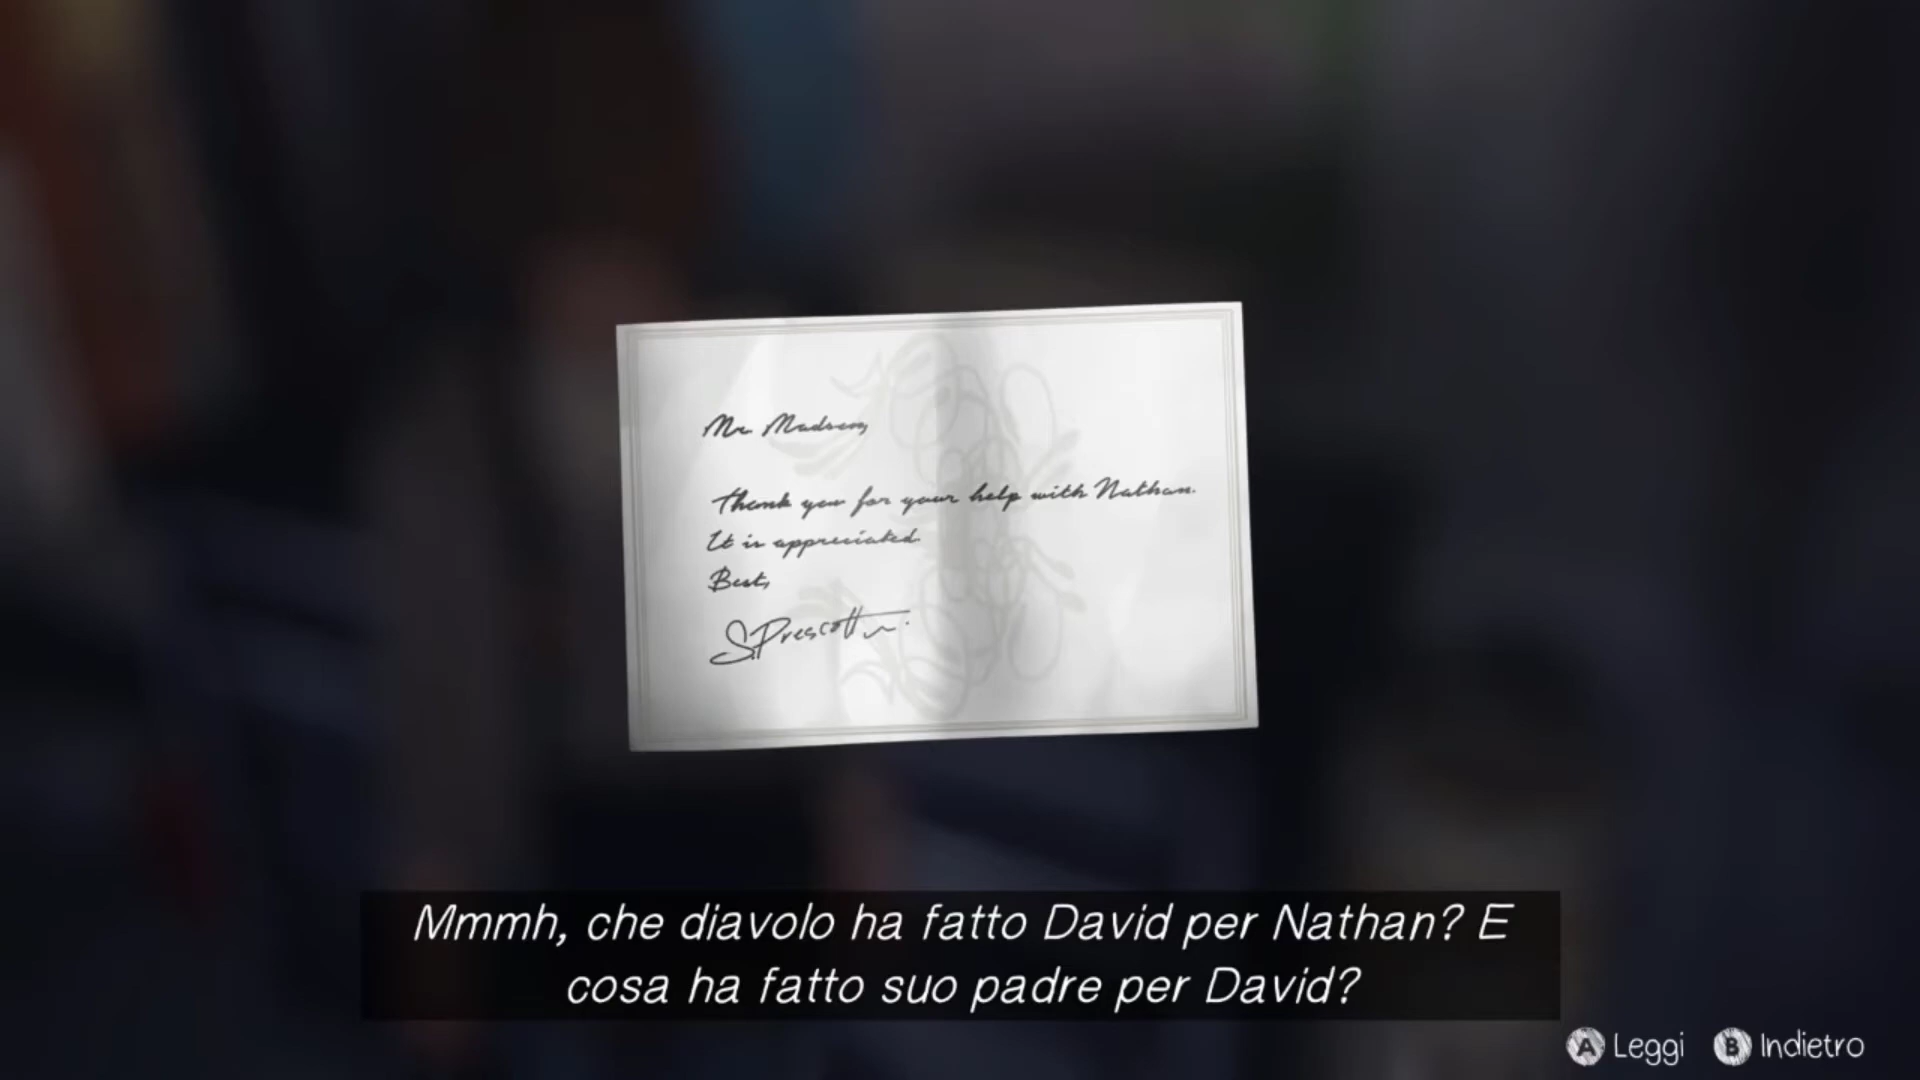 Mr. Madsen,
Thank you for your help with Nathan.
It is appreciated.
Best,
S.Prescott
Mmmh, che diavolo ha fatto David per Nathan? E
cosa ha fatto suo padre per David?
A Leggi B Indietro